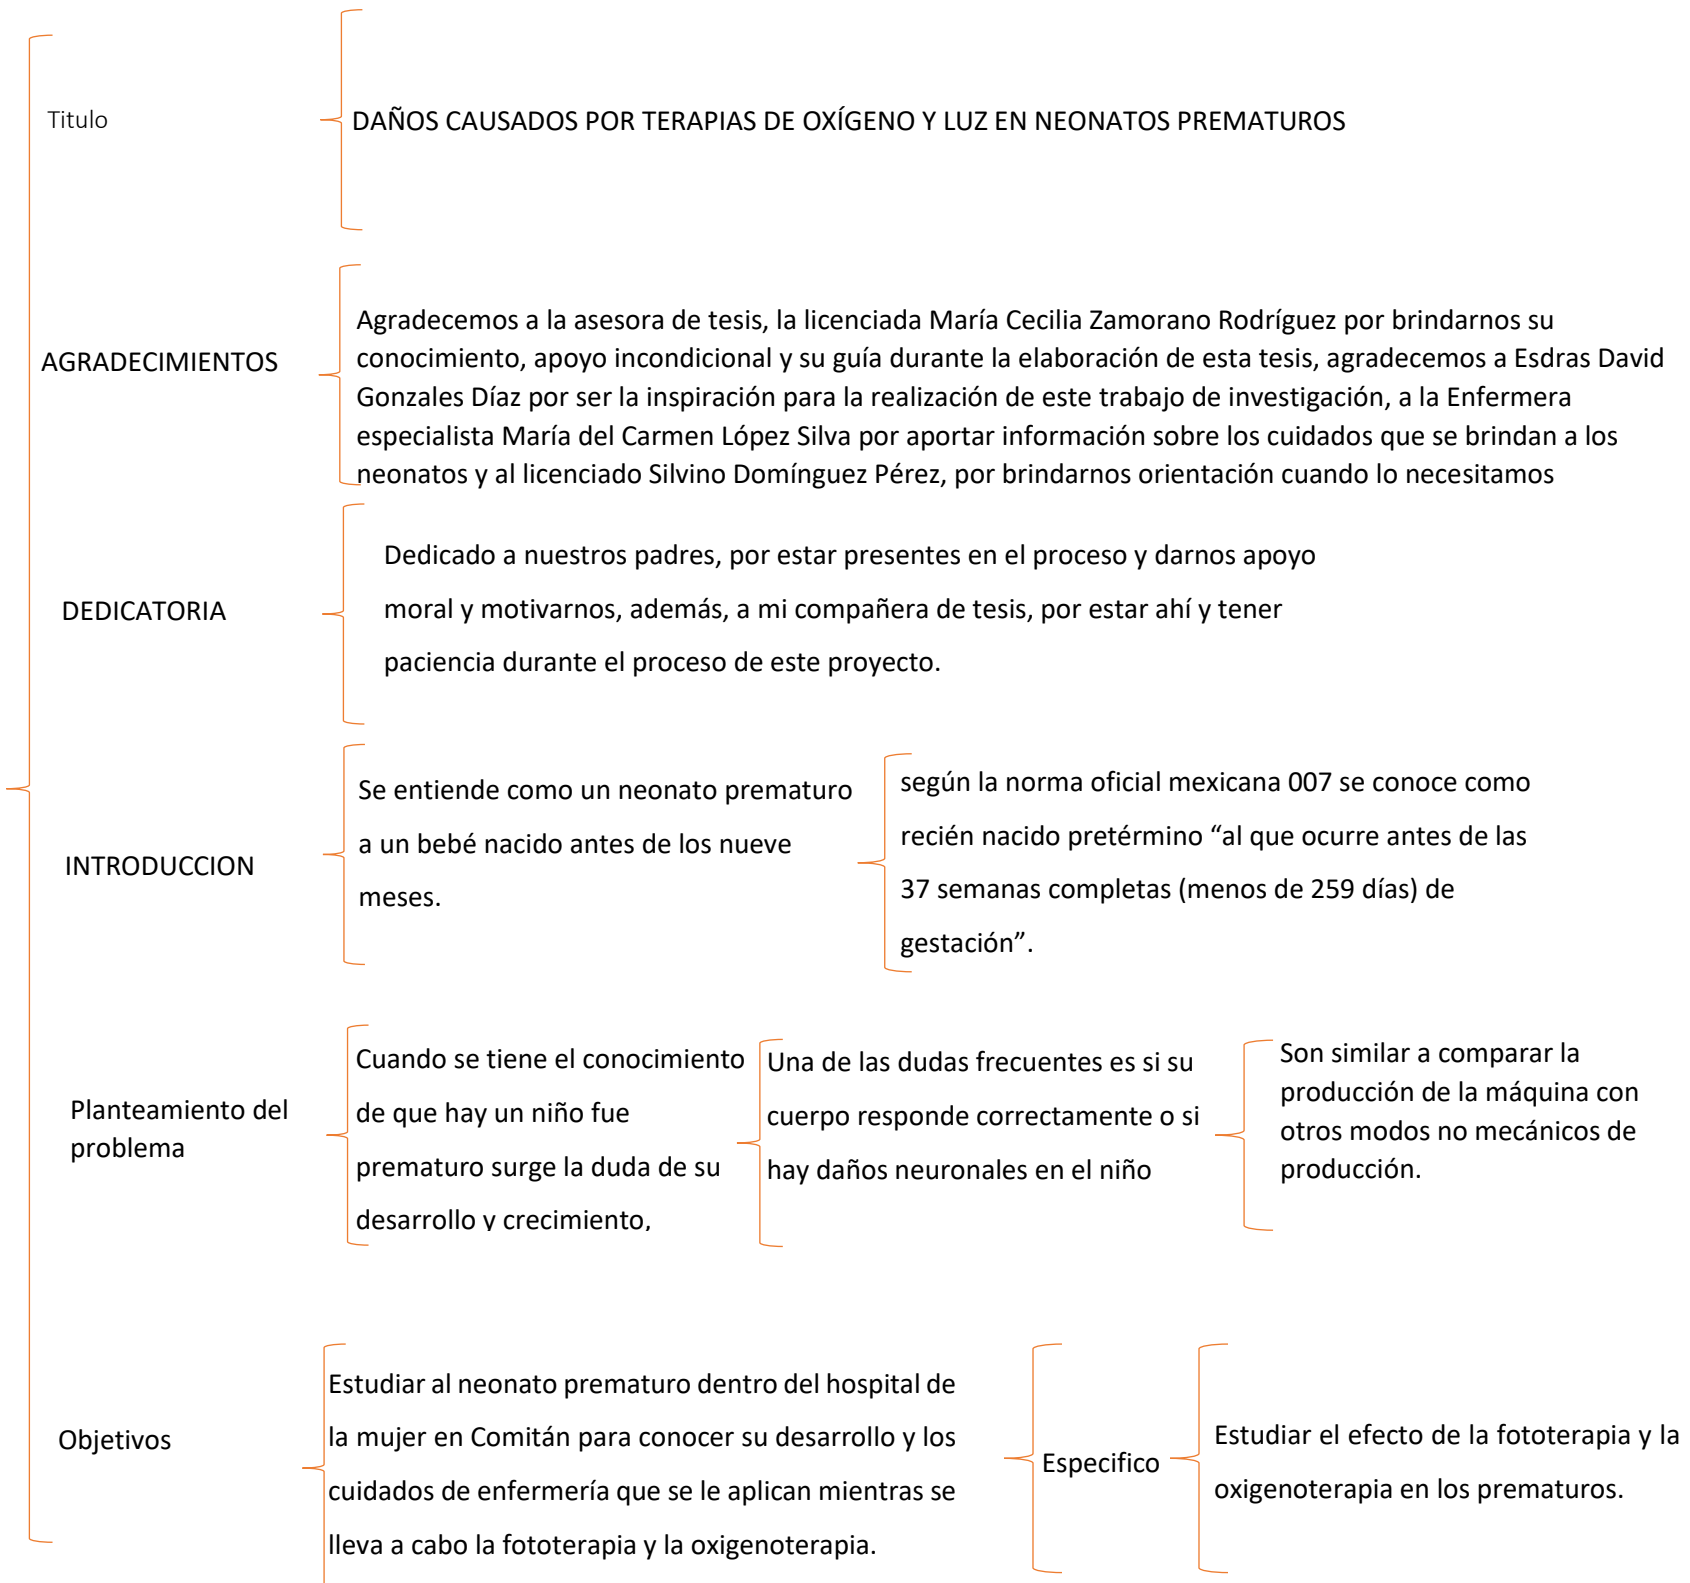 Titulo
DAÑOS CAUSADOS POR TERAPIAS DE OXÍGENO Y LUZ EN NEONATOS PREMATUROS
AGRADECIMIENTOS
Agradecemos a la asesora de tesis, la licenciada María Cecilia Zamorano Rodríguez por brindarnos su
conocimiento, apoyo incondicional y su guía durante la elaboración de esta tesis, agradecemos a Esdras David
Gonzales Díaz por ser la inspiración para la realización de este trabajo de investigación, a la Enfermera
especialista María del Carmen López Silva por aportar información sobre los cuidados que se brindan a los
neonatos y al licenciado Silvino Domínguez Pérez, por brindarnos orientación cuando lo necesitamos
DEDICATORIA
Dedicado a nuestros padres, por estar presentes en el proceso y darnos apoyo
moral y motivarnos, además, a mi compañera de tesis, por estar ahí y tener
paciencia durante el proceso de este proyecto.
INTRODUCCION
Se entiende como un neonato prematuro
a un bebé nacido antes de los nueve
meses.
según la norma oficial mexicana 007 se conoce como
recién nacido pretérmino “al que ocurre antes de las
37 semanas completas (menos de 259 días) de
gestación”.
Planteamiento del
problema
Cuando se tiene el conocimiento
de que hay un niño fue
prematuro surge la duda de su
desarrollo y crecimiento,
Una de las dudas frecuentes es si su
cuerpo responde correctamente o si
hay daños neuronales en el niño
Son similar a comparar la
producción de la máquina con
otros modos no mecánicos de
producción.
Objetivos
Estudiar al neonato prematuro dentro del hospital de
la mujer en Comitán para conocer su desarrollo y los
cuidados de enfermería que se le aplican mientras se
lleva a cabo la fototerapia y la oxigenoterapia.
Especifico
Estudiar el efecto de la fototerapia y la
oxigenoterapia en los prematuros.